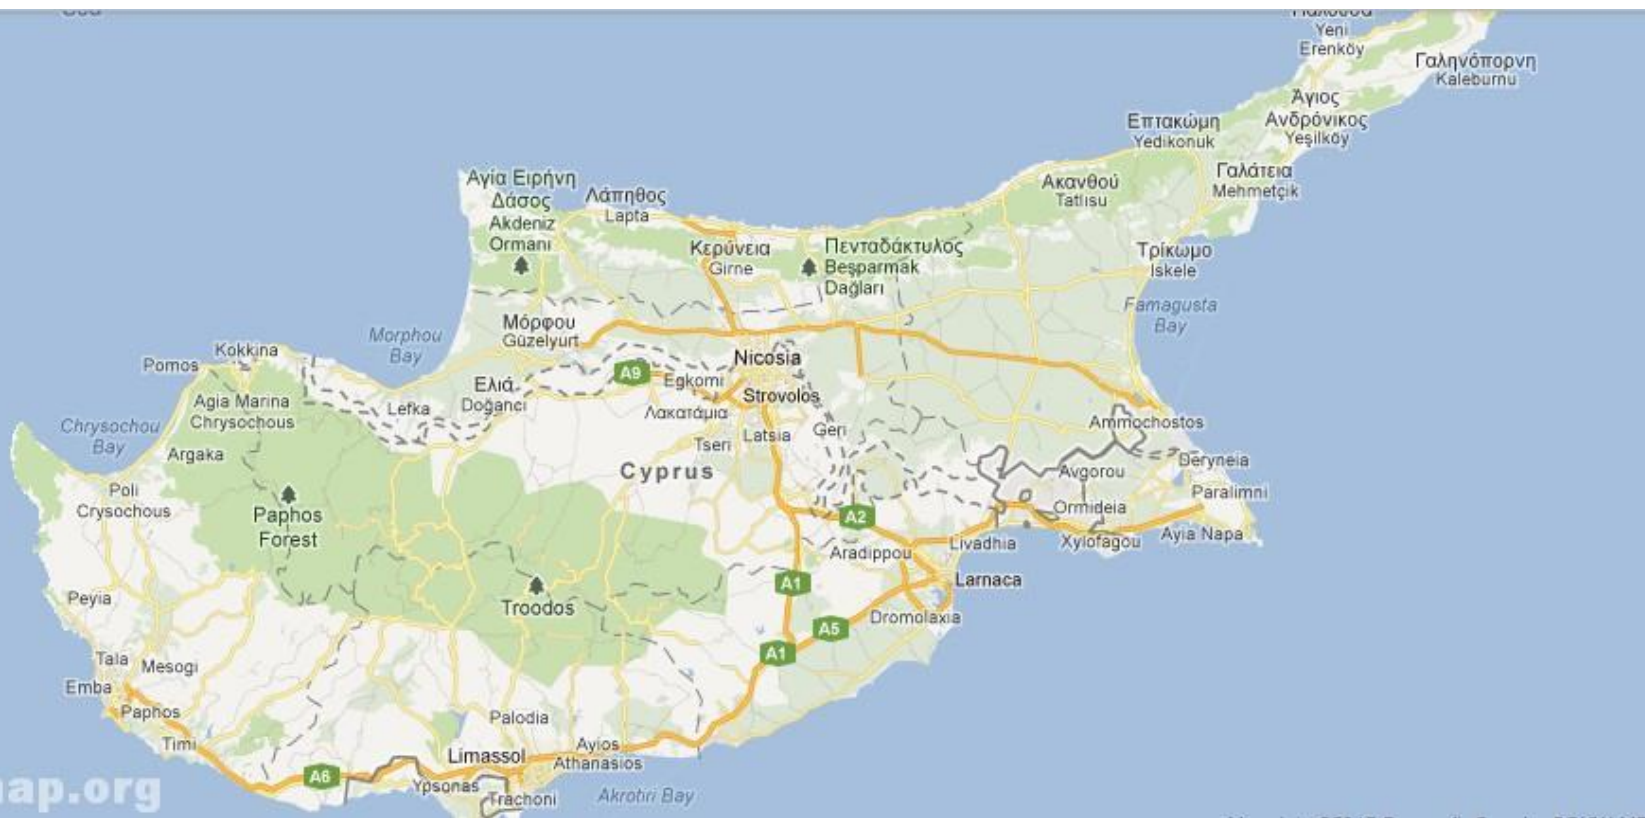 Yeni
Erenköy
Γαληνόπορνη
Kaleburnu
Άγιος
Ανδρόνικος
Yeşilköy
Επτακώμη
Yedikonuk
Γαλάτεια
Mehmetçik
Ακανθού
Tatlısu
Αγία Ειρήνη
Δάσος
Akdeniz
Ormanı
Λάπηθος
Lapta
Κερύνεια
Girne
Πενταδάκτυλος
Beşparmak
Dağları
Τρίκωμο
Iskele
Famagusta
Bay
Μόρφου
Güzelyurt
Morphou
Bay
Kokkina
Pomos
Nicosia
A9
Egkomi
Strovolos
Ελιά
Doğancı
Lefka
Λακατάμια
Agia Marina
Chrysochous
Chrysochou
Bay
Argaka
Tseri
Latsia
Geri
Ammochostos
Cyprus
Avgorou
Deryneia
Paralimni
Poli
Crysochous
Paphos
Forest
A2
Ormideia
Aradippou
Livadhia
Xylofagou
Ayia Napa
Larnaca
A1
Troodos
Peyia
Dromolaxia
A5
A1
Tala
Mesogi
Emba
Paphos
Timi
Palodia
Limassol
Ayios
Athanasios
A6
Ypsonas
Trachoni
Akrotiri Bay
ap.org